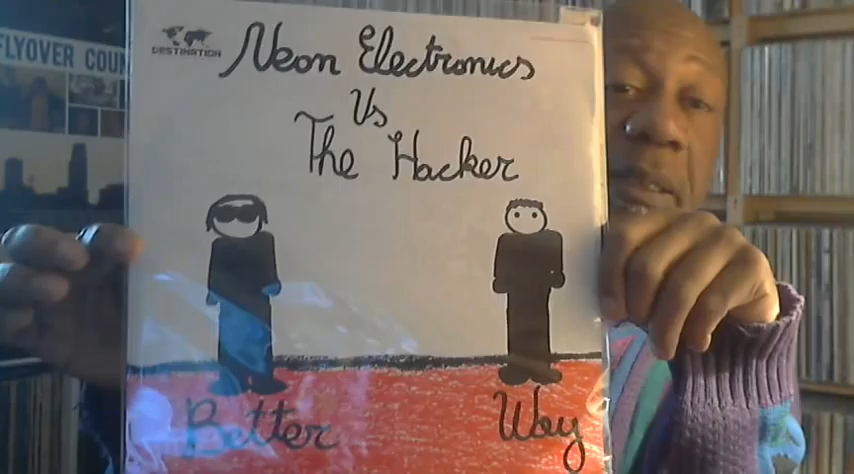 DESTINATION
Neon Electronics
Vs
The Hacker
FLYOVER COUN
Better Way